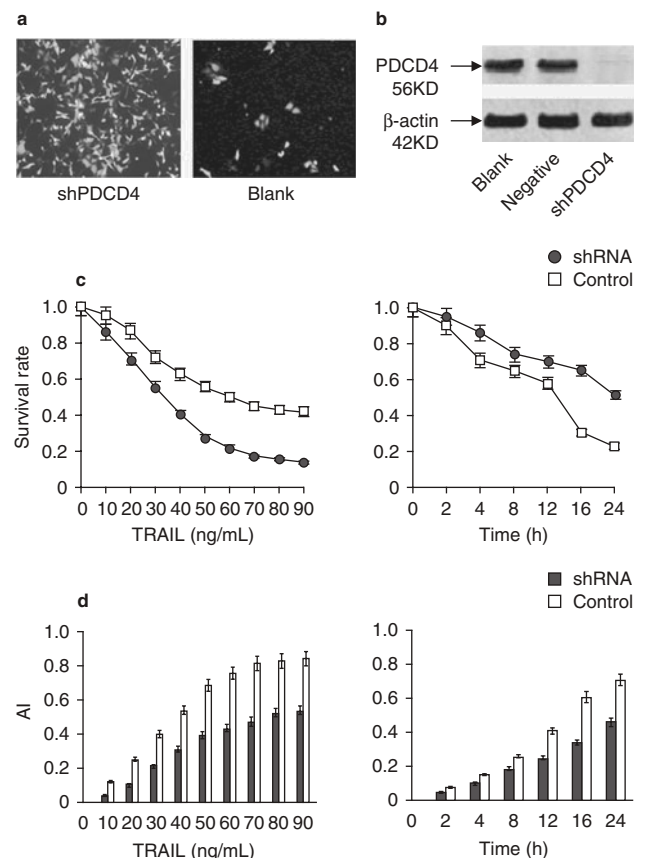 a
shPDCD4
Blank
b
PDCD4
56KD
β-actin
42KD
Blank
Negative
shPDCD4
shRNA
Control
c
Survival rate
1.0
0.8
0.6
0.4
0.2
0
0 10 20 30 40 50 60 70 80 90
TRAIL (ng/mL)
1.0
0.8
0.6
0.4
0.2
0
0 2 4 8 12 16 24
Time (h)
shRNA
Control
d
AI
1.0
0.8
0.6
0.4
0.2
0
0 10 20 30 40 50 60 70 80 90
TRAIL (ng/mL)
1.0
0.8
0.6
0.4
0.2
0
0 2 4 8 12 16 24
Time (h)